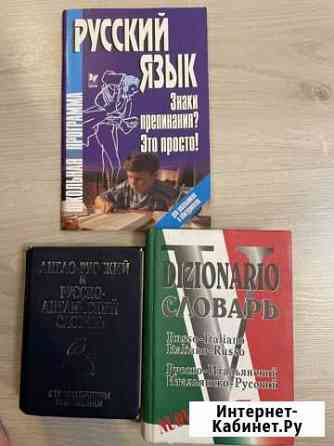 РУССКИЙ
ЯЗЫК
Знаки
препинания?
Это просто!
ШКОЛЬНАЯ ПРОГРАММА
АНГЛО-РУССКИЙ
И
РУССКО-
АНГЛИЙСКИЙ
СЛОВАРЬ
DIZIONARIO
СЛОВАРЬ
Russo-Italiano
Italiano-Russo
Русско-Итальянский
Итальянско-Русский
Интернет-
Кабинет.Ру